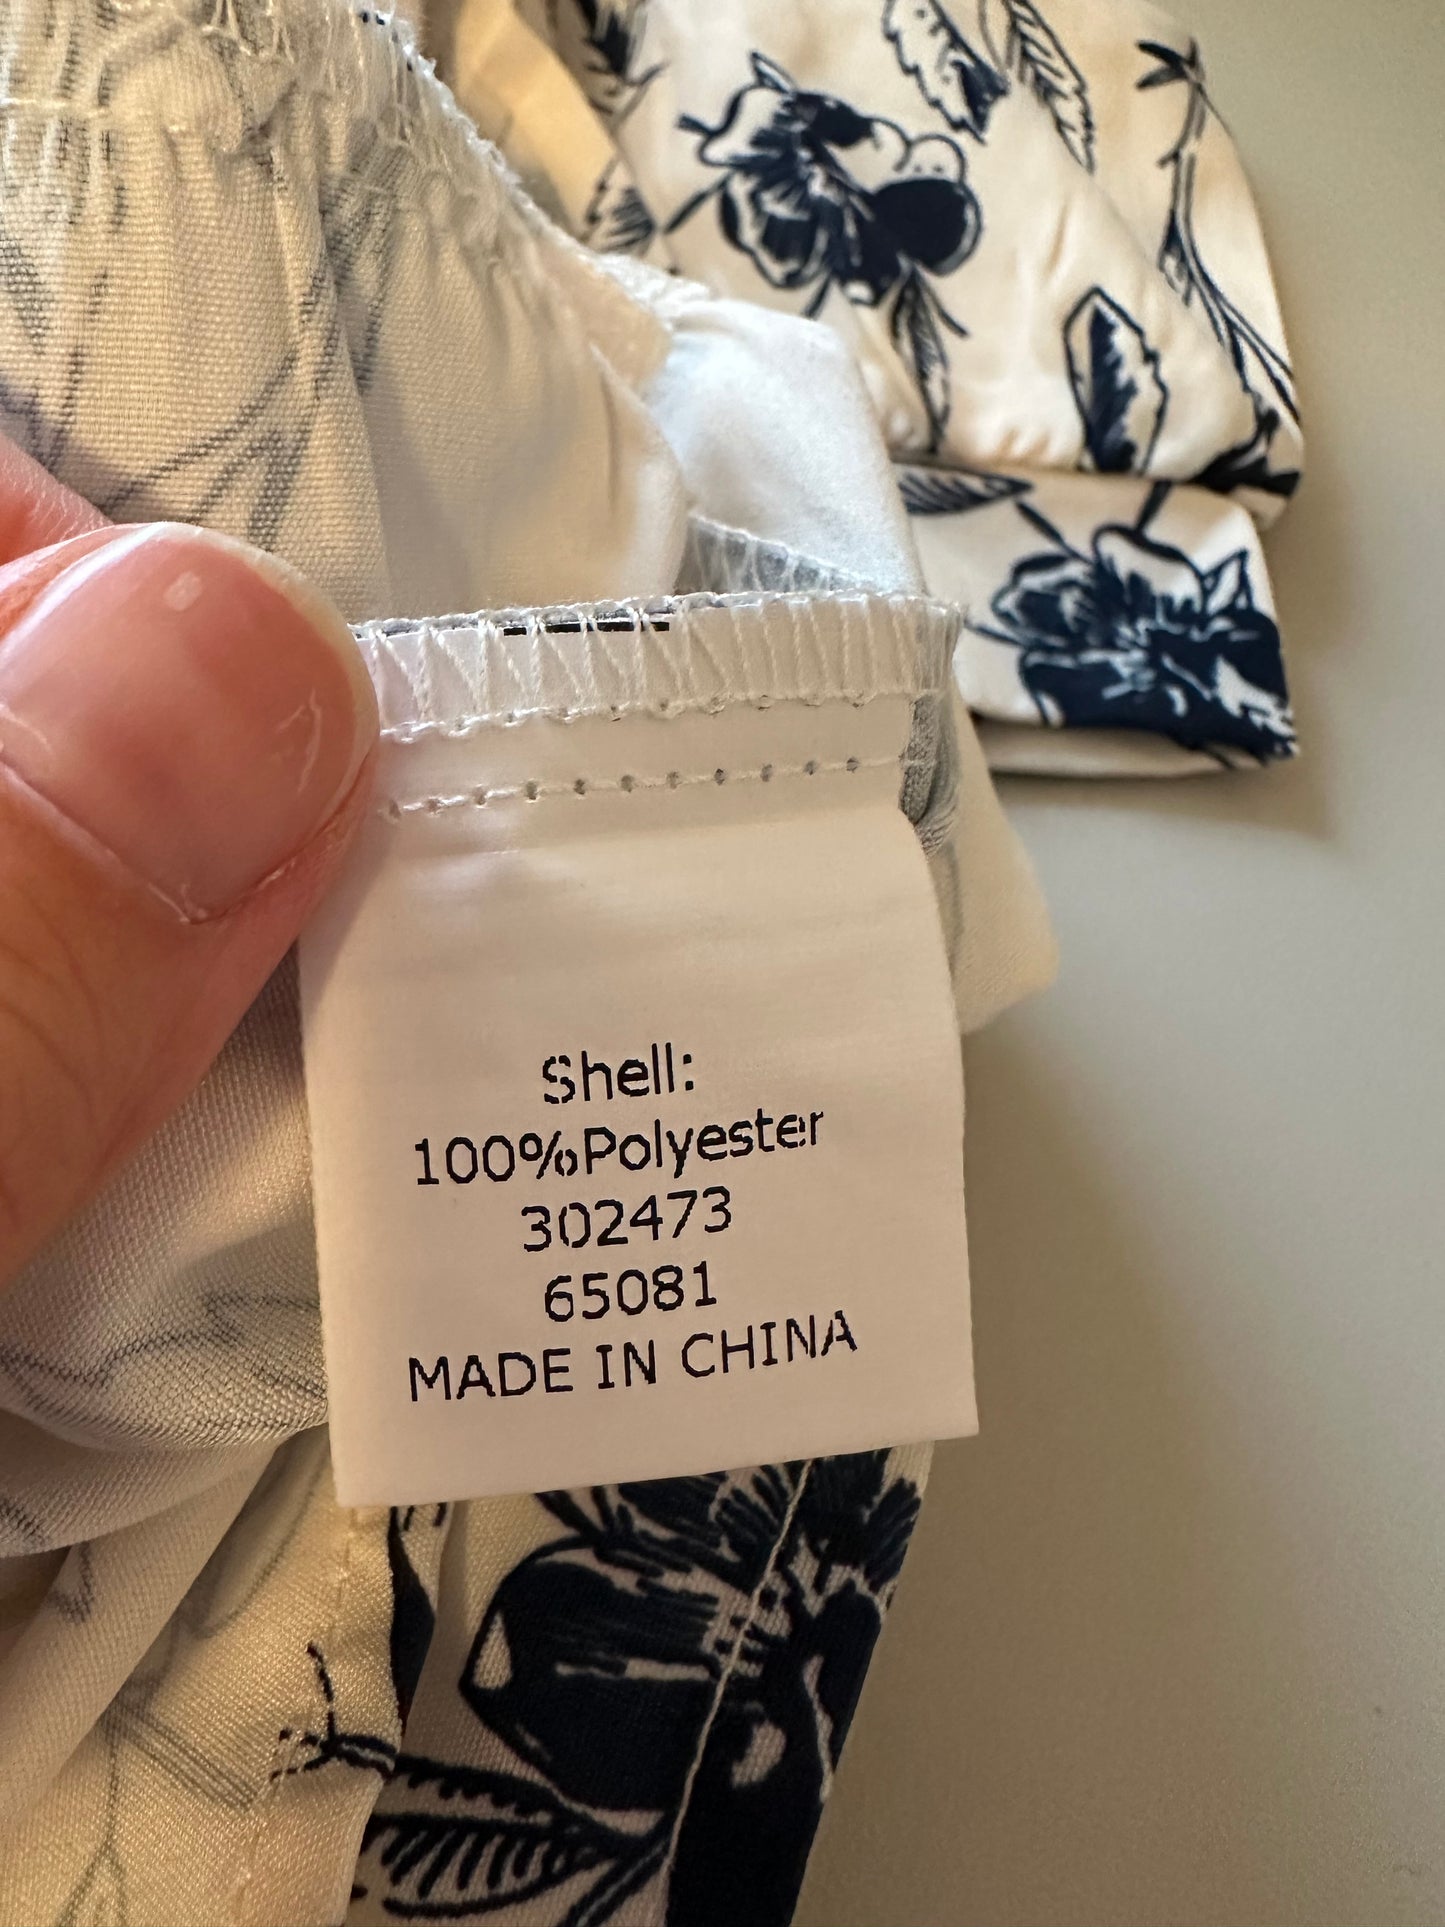 Shell:
100%Polyester
302473
65081
MADE IN CHINA